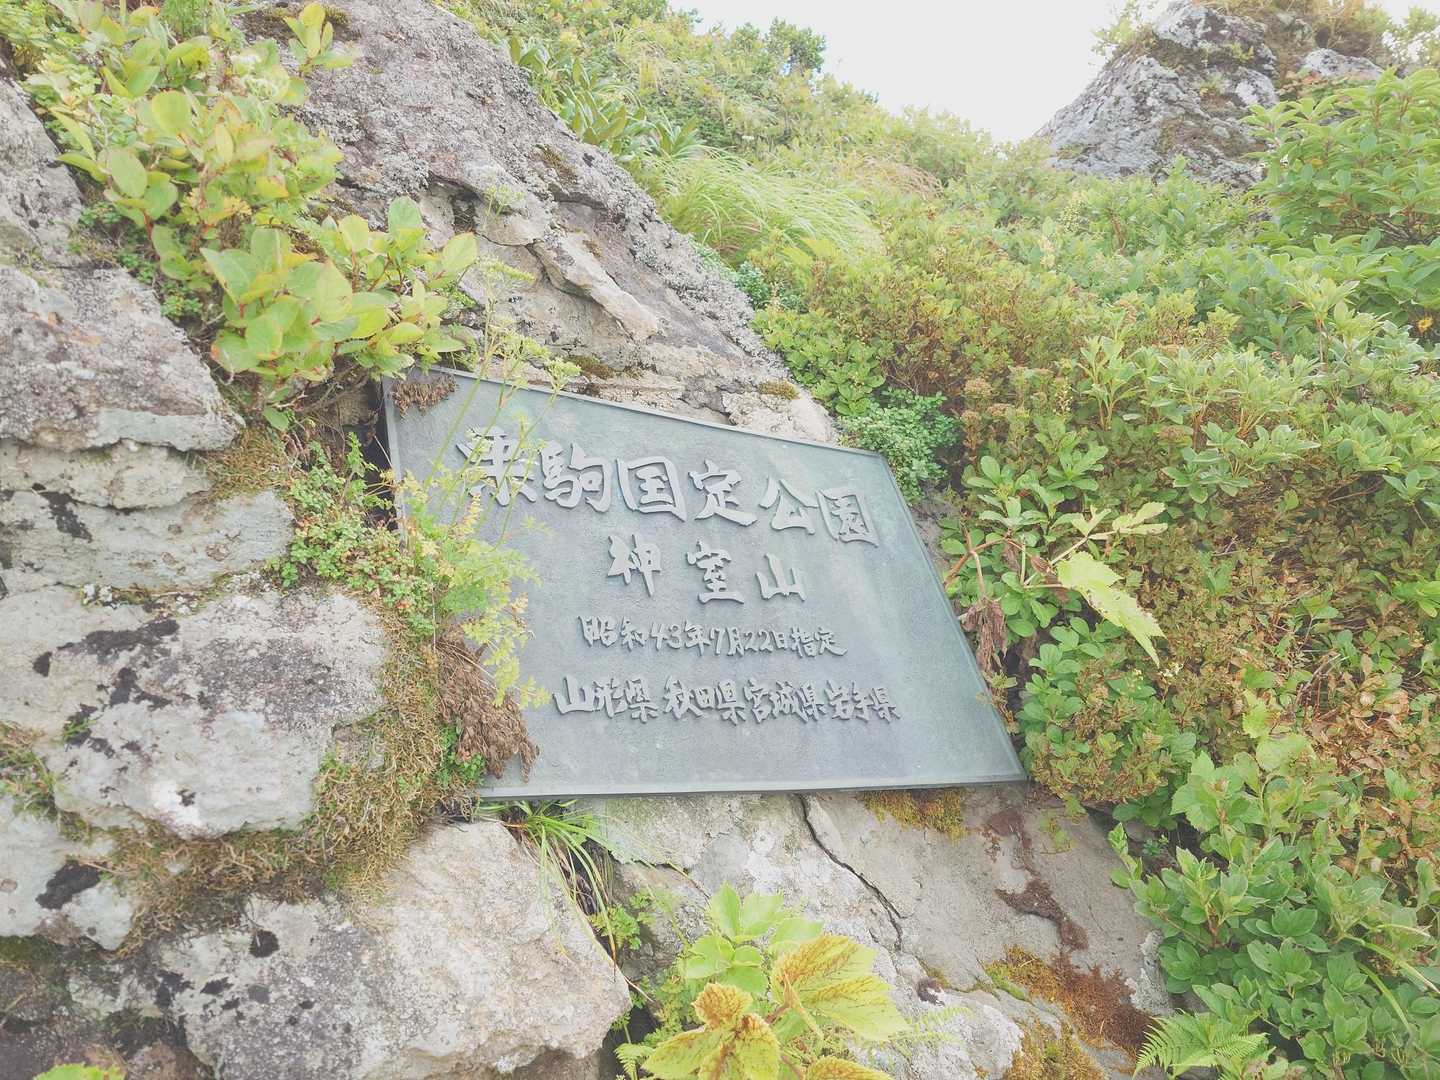 栗駒国定公園
神室山
昭和43年7月22日指定
山形県 秋田県 宮城県 岩手県